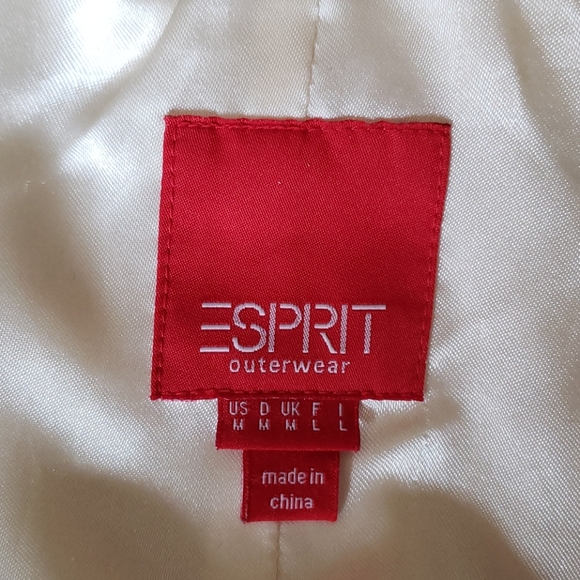 ESPRIT
outerwear
US D UK F I
M M M L L
made in
china